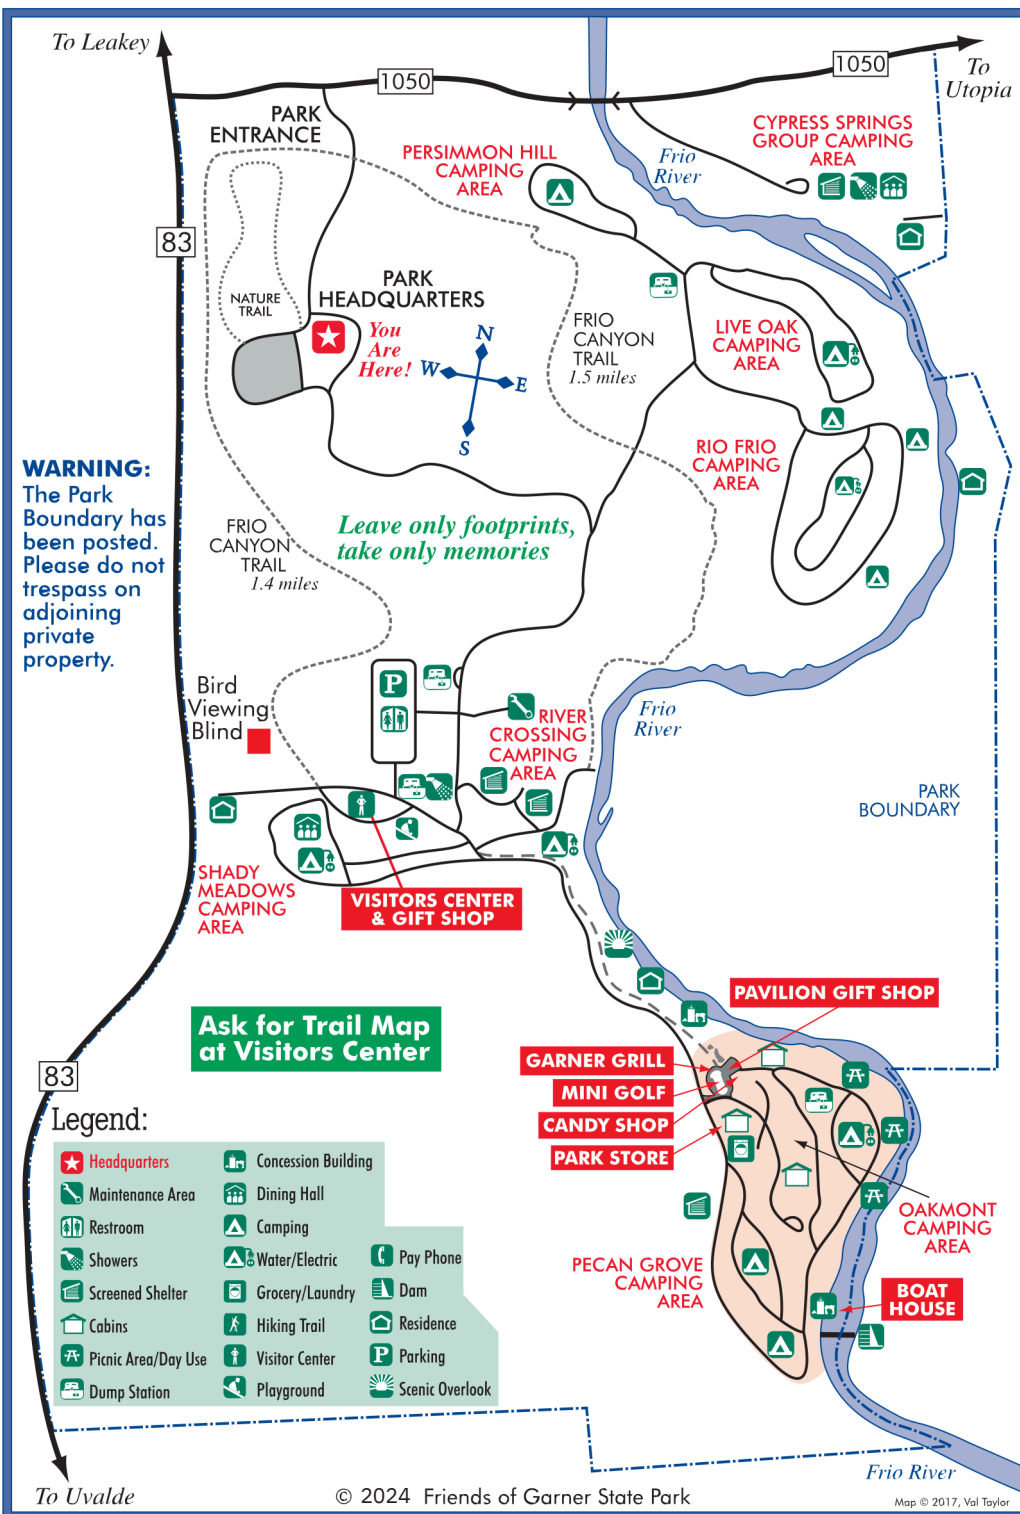 To Leakey
1050
1050
To
Utopia
PARK
ENTRANCE
PERSIMMON HILL
CAMPING
AREA
Frio
River
CYPRESS SPRINGS
GROUP CAMPING
AREA
83
NATURE
TRAIL
PARK
HEADQUARTERS
You
Are
Here!
N
W
E
S
FRIO
CANYON
TRAIL
1.5 miles
LIVE OAK
CAMPING
AREA
RIO FRIO
CAMPING
AREA
WARNING:
The Park
Boundary has
been posted.
Please do not
trespass on
adjoining
private
property.
FRIO
CANYON
TRAIL
1.4 miles
Leave only footprints,
take only memories
Bird
Viewing
Blind
P
RIVER
CROSSING
CAMPING
AREA
Frio
River
PARK
BOUNDARY
SHADY
MEADOWS
CAMPING
AREA
VISITORS CENTER
& GIFT SHOP
Ask for Trail Map
at Visitors Center
PAVILION GIFT SHOP
GARNER GRILL
MINI GOLF
CANDY SHOP
PARK STORE
83
OAKMONT
CAMPING
AREA
PECAN GROVE
CAMPING
AREA
BOAT
HOUSE
Legend:
Headquarters
Maintenance Area
Restroom
Showers
Screened Shelter
Cabins
Picnic Area/Day Use
Dump Station
Concession Building
Dining Hall
Camping
Water/Electric
Grocery/Laundry
Hiking Trail
Visitor Center
Playground
Pay Phone
Dam
Residence
P Parking
Scenic Overlook
Frio River
To Uvalde
© 2024 Friends of Garner State Park
Map © 2017, Val Taylor